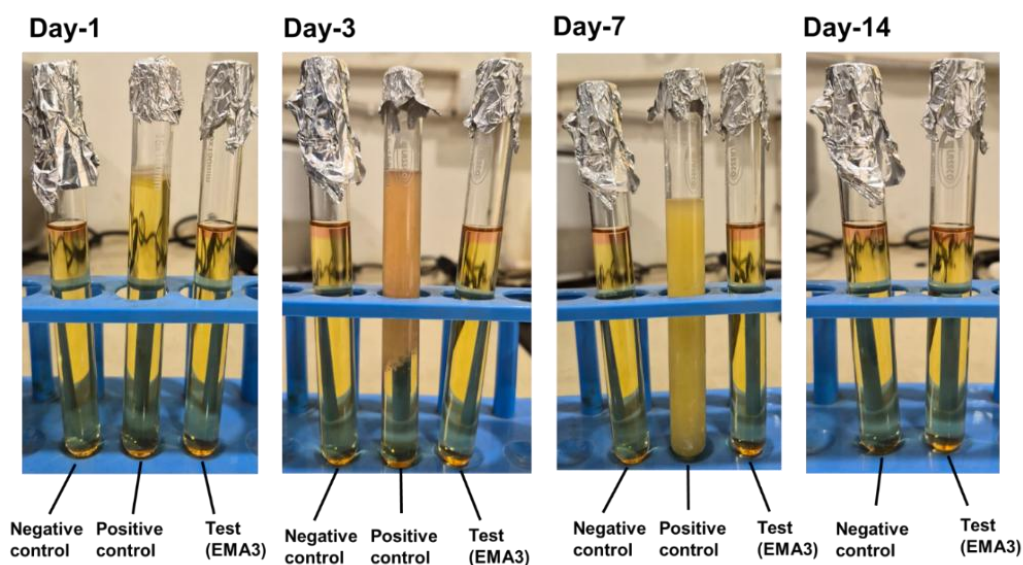 Day-1
Day-3
Day-7
Day-14
Negative
control
Positive
control
Test
(EMA3)
Negative
control
Positive
control
Test
(EMA3)
Negative
control
Positive
control
Test
(EMA3)
Negative
control
Test
(EMA3)